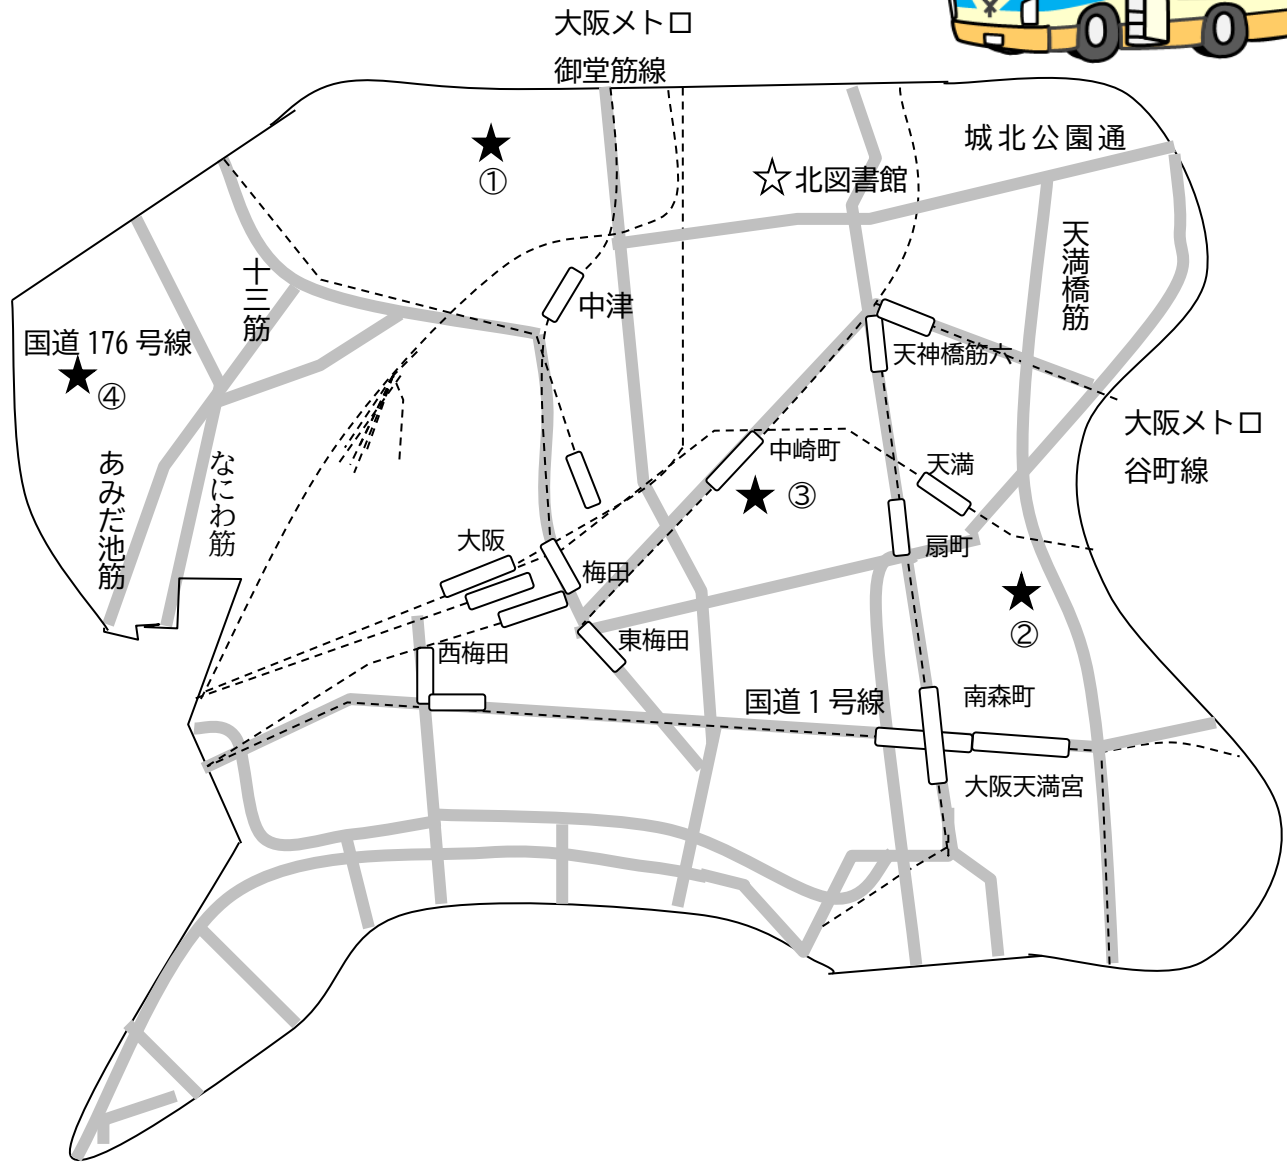 大阪メトロ
御堂筋線
城北公園通
★
①
☆北図書館
天満橋筋
十三筋
中津
国道176号線
★
④
天神橋筋六
大阪メトロ
谷町線
あみだ池筋
なにわ筋
中崎町
★ ③
天満
大阪
梅田
扇町
★
②
西梅田
東梅田
国道1号線
南森町
大阪天満宮